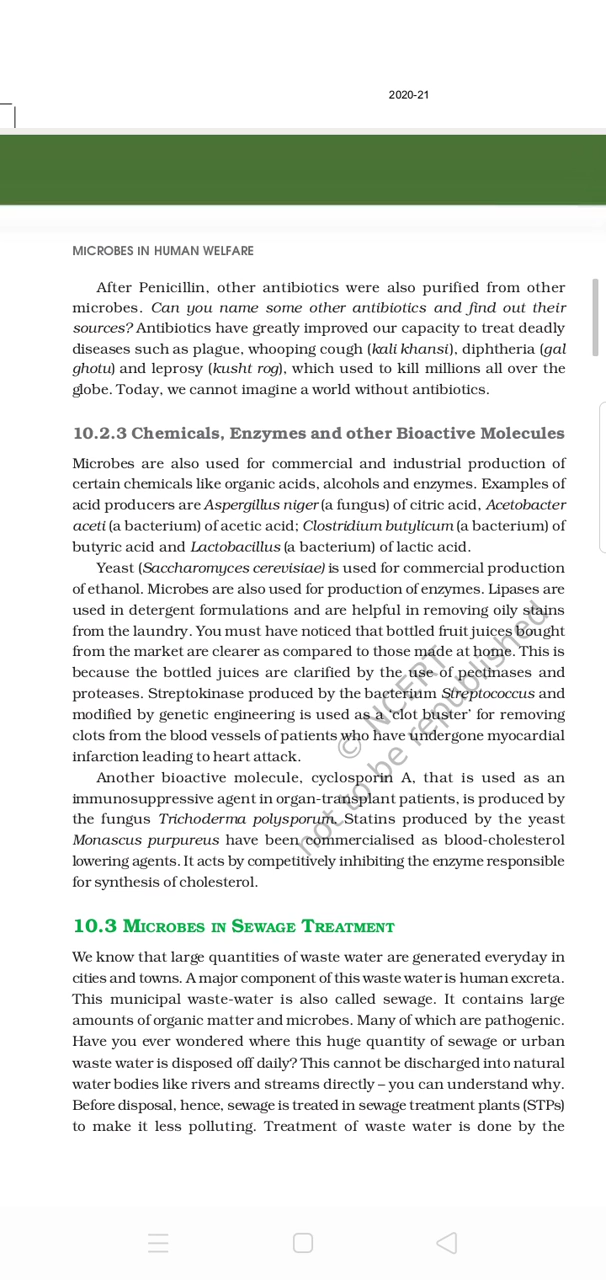 2020-21
MICROBES IN HUMAN WELFARE
After Penicillin, other antibiotics were also purified from other
microbes. Can you name some other antibiotics and find out their
sources? Antibiotics have greatly improved our capacity to treat deadly
diseases such as plague, whooping cough (kali khansi), diphtheria (gal
ghotu) and leprosy (kusht rog), which used to kill millions all over the
globe. Today, we cannot imagine a world without antibiotics.
10.2.3 Chemicals, Enzymes and other Bioactive Molecules
Microbes are also used for commercial and industrial production of
certain chemicals like organic acids, alcohols and enzymes. Examples of
acid producers are Aspergillus niger (a fungus) of citric acid, Acetobacter
aceti (a bacterium) of acetic acid; Clostridium butylicum (a bacterium) of
butyric acid and Lactobacillus (a bacterium) of lactic acid.
Yeast (Saccharomyces cerevisiae) is used for commercial production
of ethanol. Microbes are also used for production of enzymes. Lipases are
used in detergent formulations and are helpful in removing oily stains
from the laundry. You must have noticed that bottled fruit juices bought
from the market are clearer as compared to those made at home. This is
because the bottled juices are clarified by the use of pectinases and
proteases. Streptokinase produced by the bacterium Streptococcus and
modified by genetic engineering is used as a 'clot buster' for removing
clots from the blood vessels of patients who have undergone myocardial
infarction leading to heart attack.
Another bioactive molecule, cyclosporin A, that is used as an
immunosuppressive agent in organ-transplant patients, is produced by
the fungus Trichoderma polysporum. Statins produced by the yeast
Monascus purpureus have been commercialised as blood-cholesterol
lowering agents. It acts by competitively inhibiting the enzyme responsible
for synthesis of cholesterol.
© NCERT
not to be republished
10.3 MICROBES IN SEWAGE TREATMENT
We know that large quantities of waste water are generated everyday in
cities and towns. A major component of this waste water is human excreta.
This municipal waste-water is also called sewage. It contains large
amounts of organic matter and microbes. Many of which are pathogenic.
Have you ever wondered where this huge quantity of sewage or urban
waste water is disposed off daily? This cannot be discharged into natural
water bodies like rivers and streams directly – you can understand why.
Before disposal, hence, sewage is treated in sewage treatment plants (STPs)
to make it less polluting. Treatment of waste water is done by the